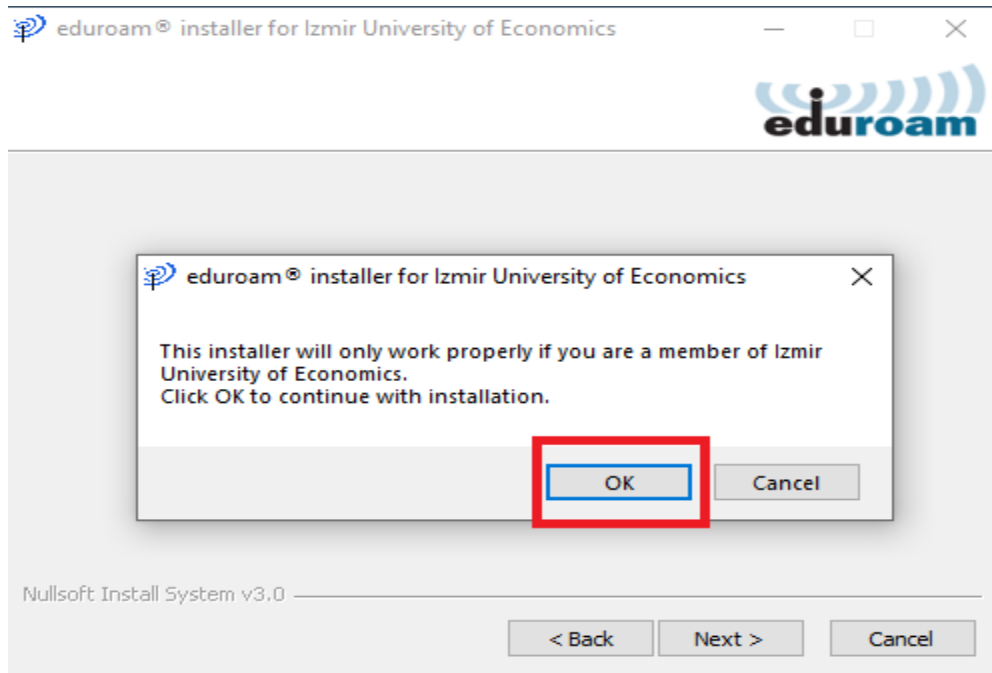 eduroam® installer for Izmir University of Economics
eduroam
eduroam® installer for Izmir University of Economics
This installer will only work properly if you are a member of Izmir
University of Economics.
Click OK to continue with installation.
OK Cancel
Nullsoft Install System v3.0
< Back Next > Cancel